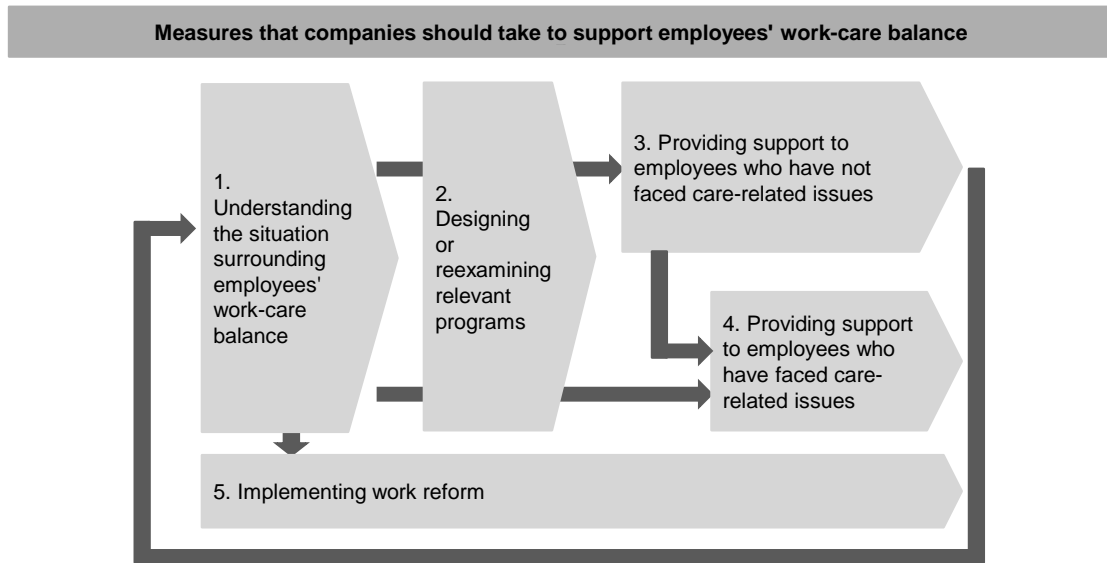 Measures that companies should take to support employees' work-care balance
1.
Understanding
the situation
surrounding
employees'
work-care
balance
2.
Designing
or
reexamining
relevant
programs
3. Providing support to
employees who have not
faced care-related issues
4. Providing support
to employees who
have faced care-
related issues
5. Implementing work reform